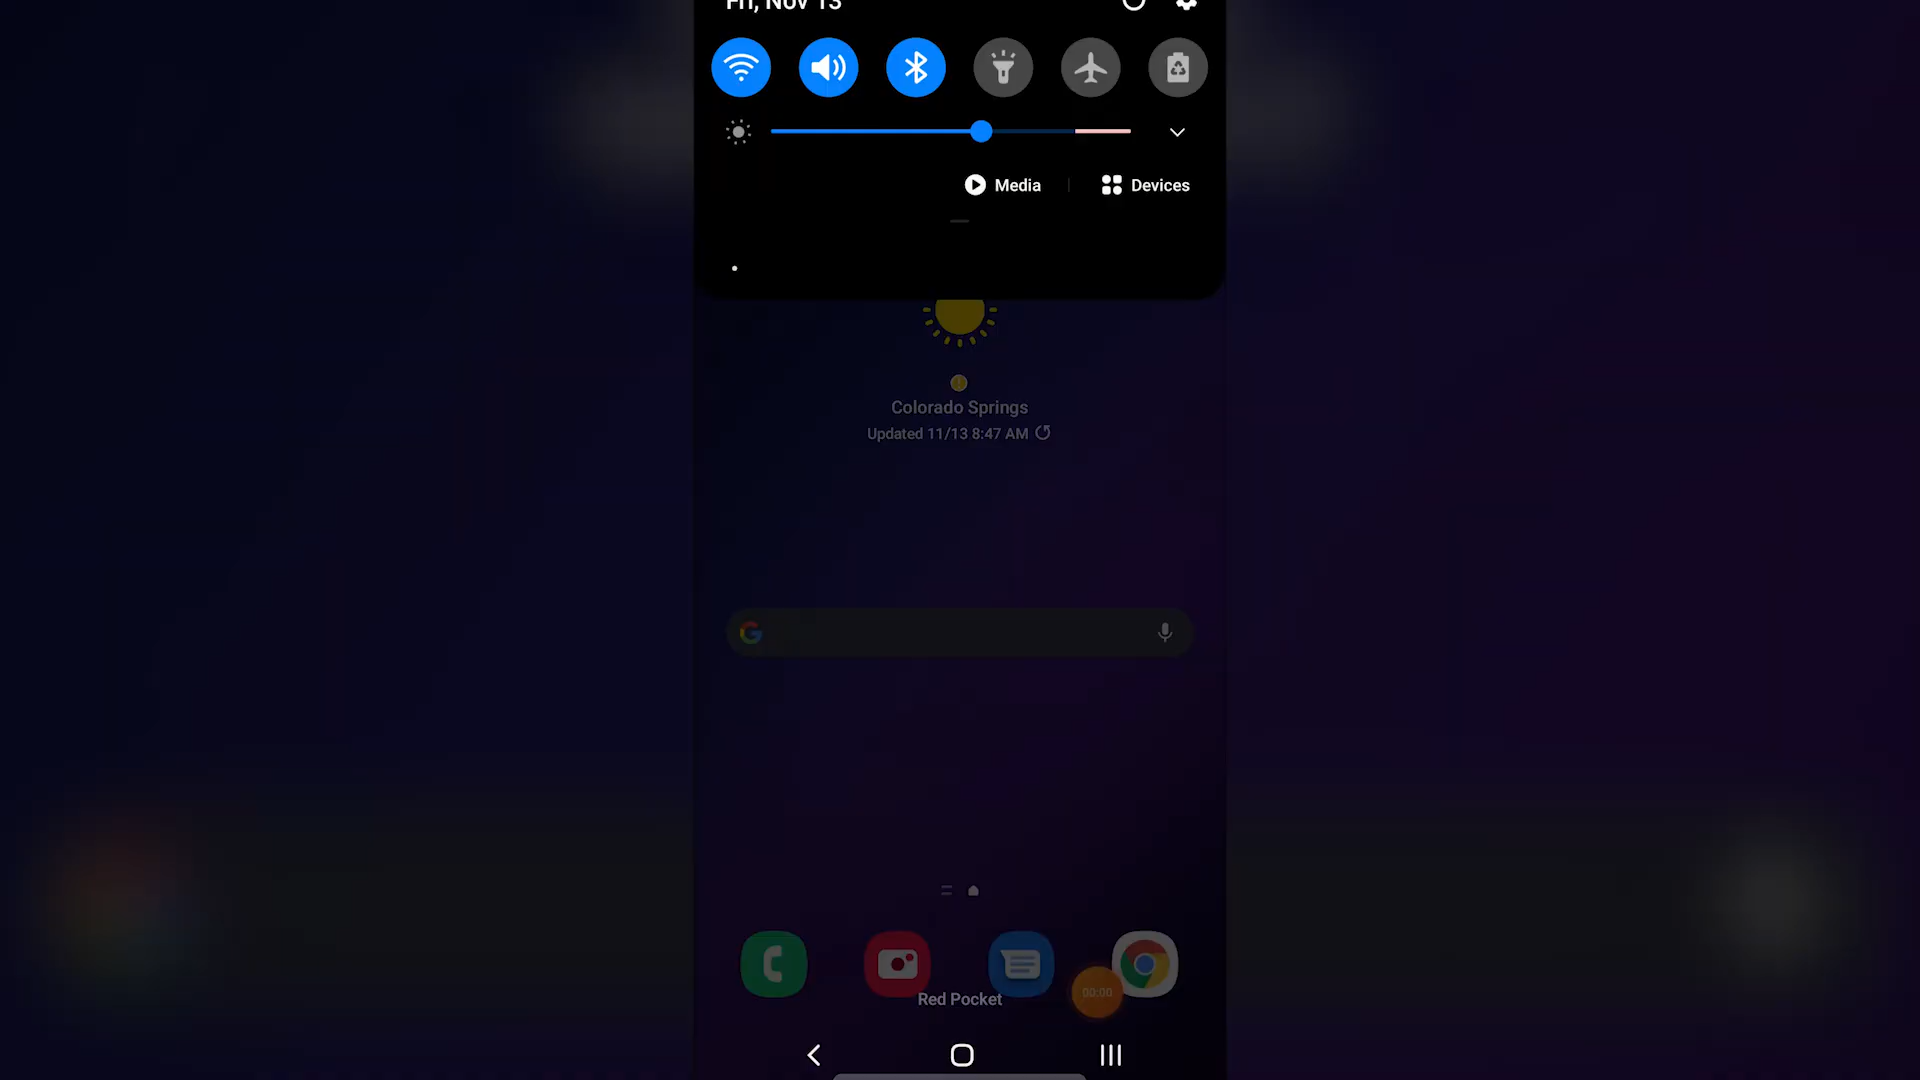 Fri, Nov 13
Media
Devices
Colorado Springs
Updated 11/13 8:47 AM
00:00
Red Pocket